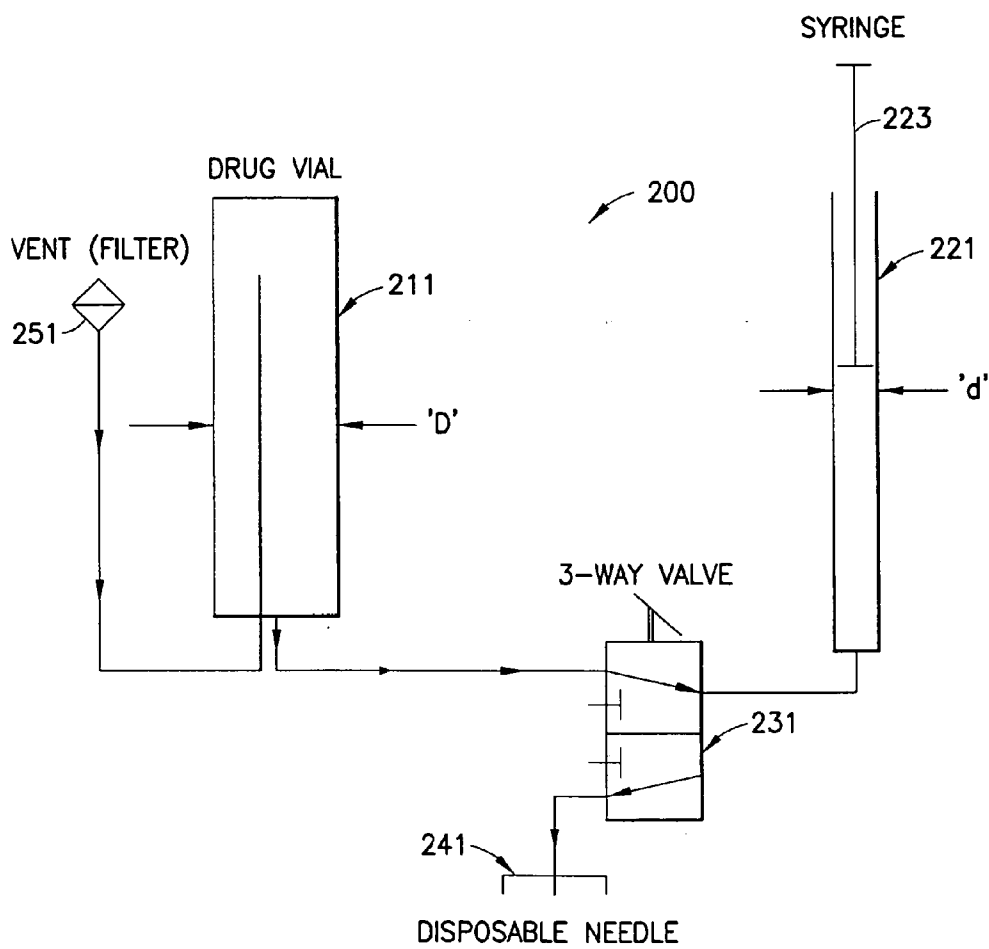 SYRINGE
223
DRUG VIAL
200
VENT (FILTER)
221
211
251
'd'
'D'
3-WAY VALVE
231
241
DISPOSABLE NEEDLE